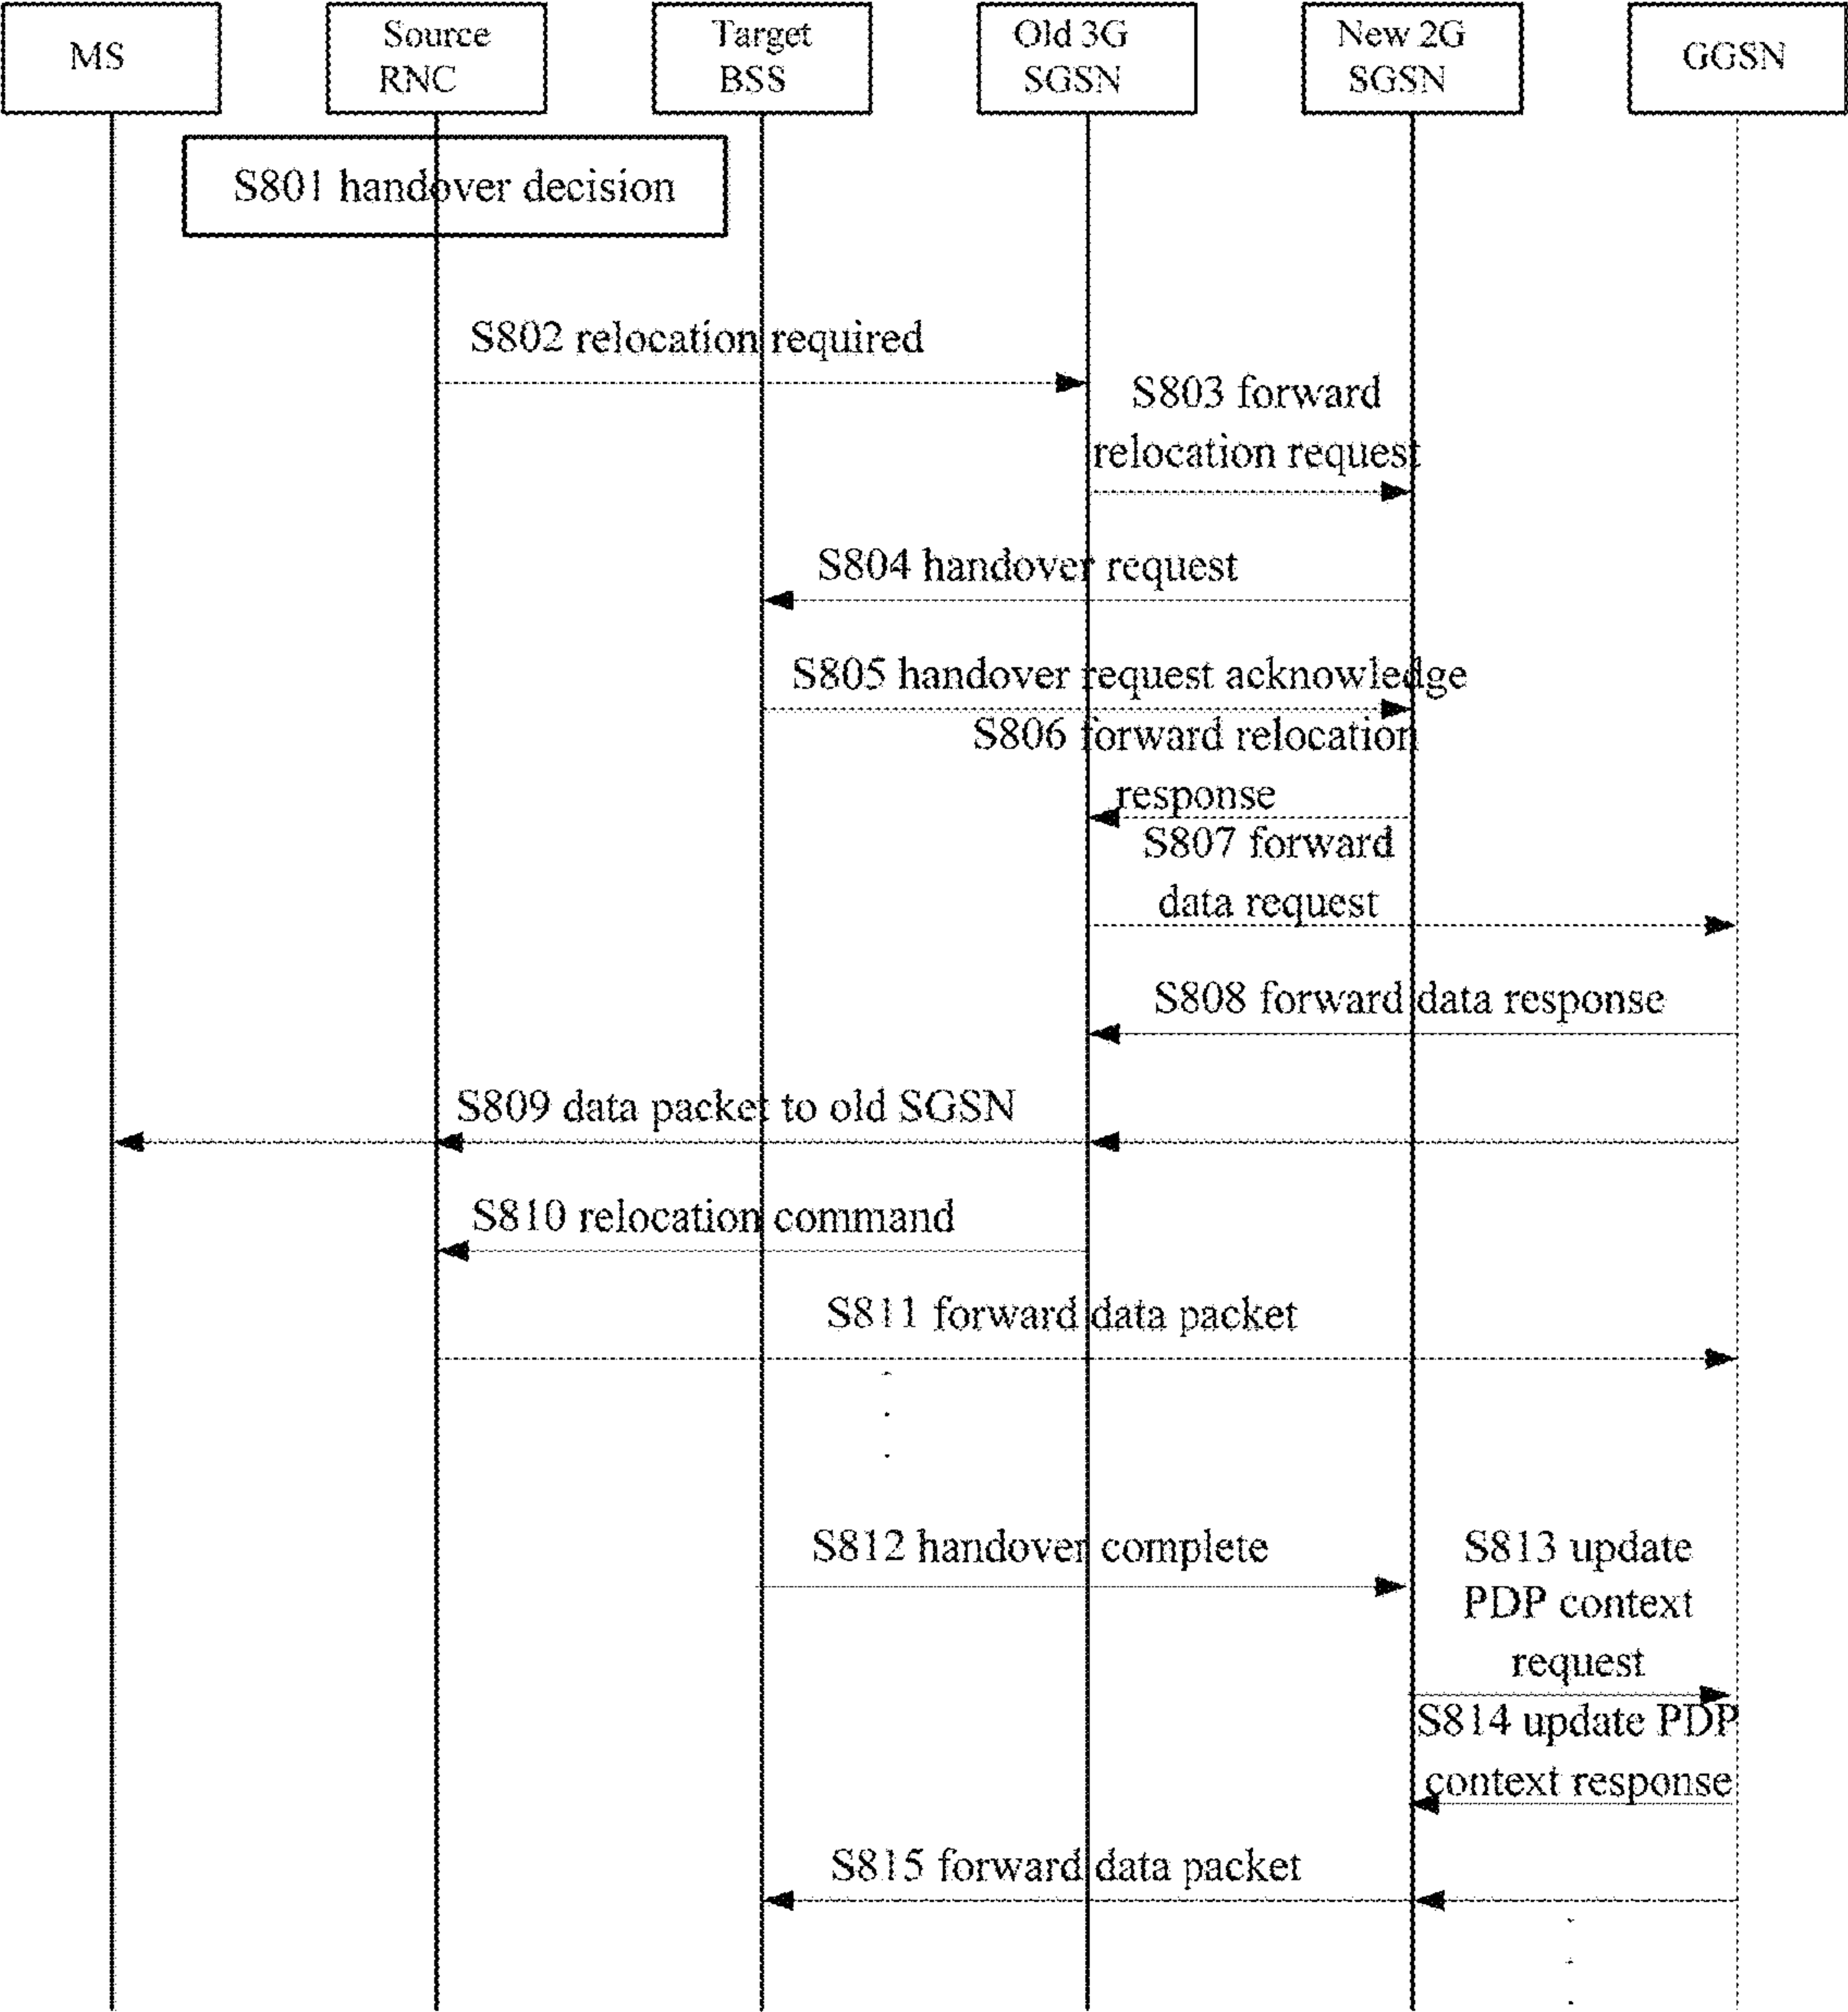 MS
Source
RNC
Target
BSS
Old 3G
SGSN
New 2G
SGSN
GGSN
S801 handover decision
S802 relocation required
S803 forward
relocation request
S804 handover request
S805 handover request acknowledge
S806 forward relocation
response
S807 forward
data request
S808 forward data response
S809 data packet to old SGSN
S810 relocation command
S811 forward data packet
S812 handover complete
S813 update
PDP context
request
S814 update PDP
context response
S815 forward data packet